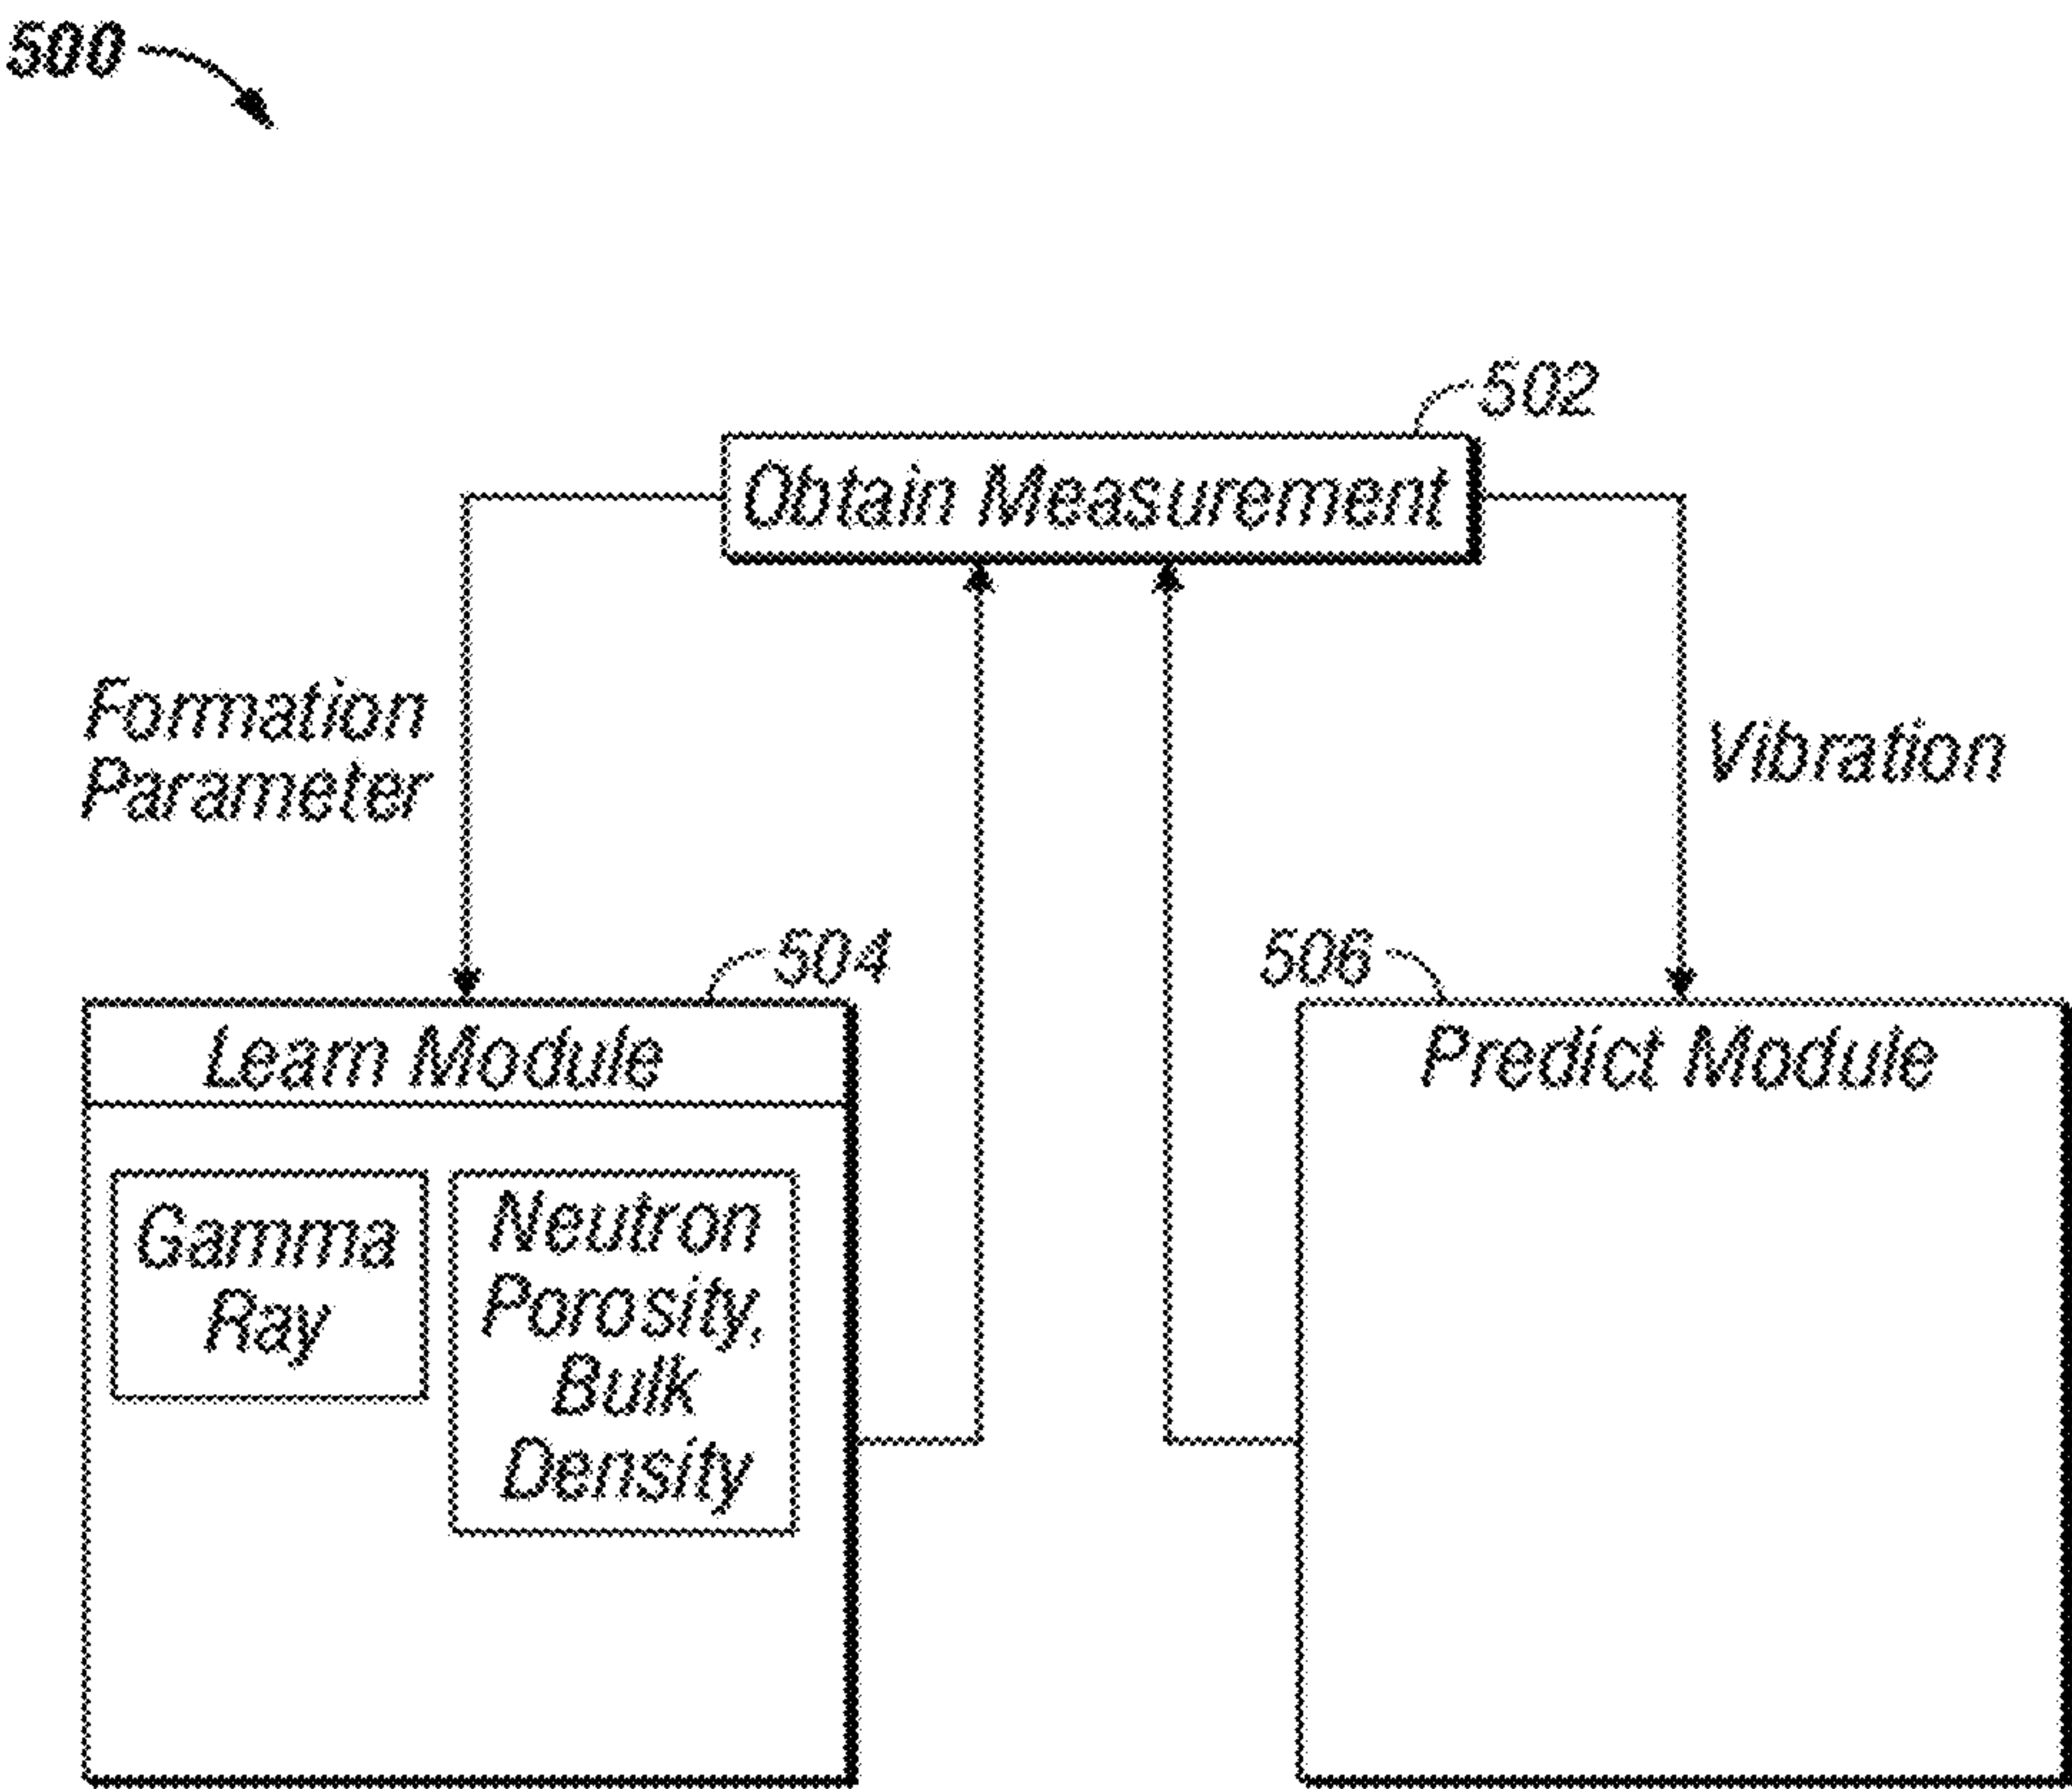 500
502
Obtain Measurement
Formation
Parameter
Vibration
504
506
Learn Module
Predict Module
Gamma
Ray
Neutron
Porosity,
Bulk
Density